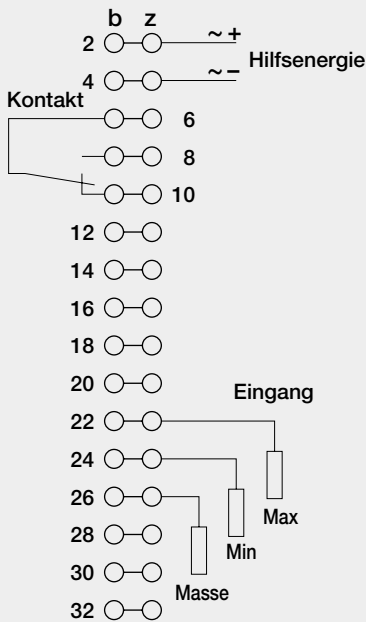 b z
2 ~ +
Hilfsenergie
4 ~ −
Kontakt
6
8
10
12
14
16
18
20
Eingang
22
24
26
Max
28
Min
30
Masse
32